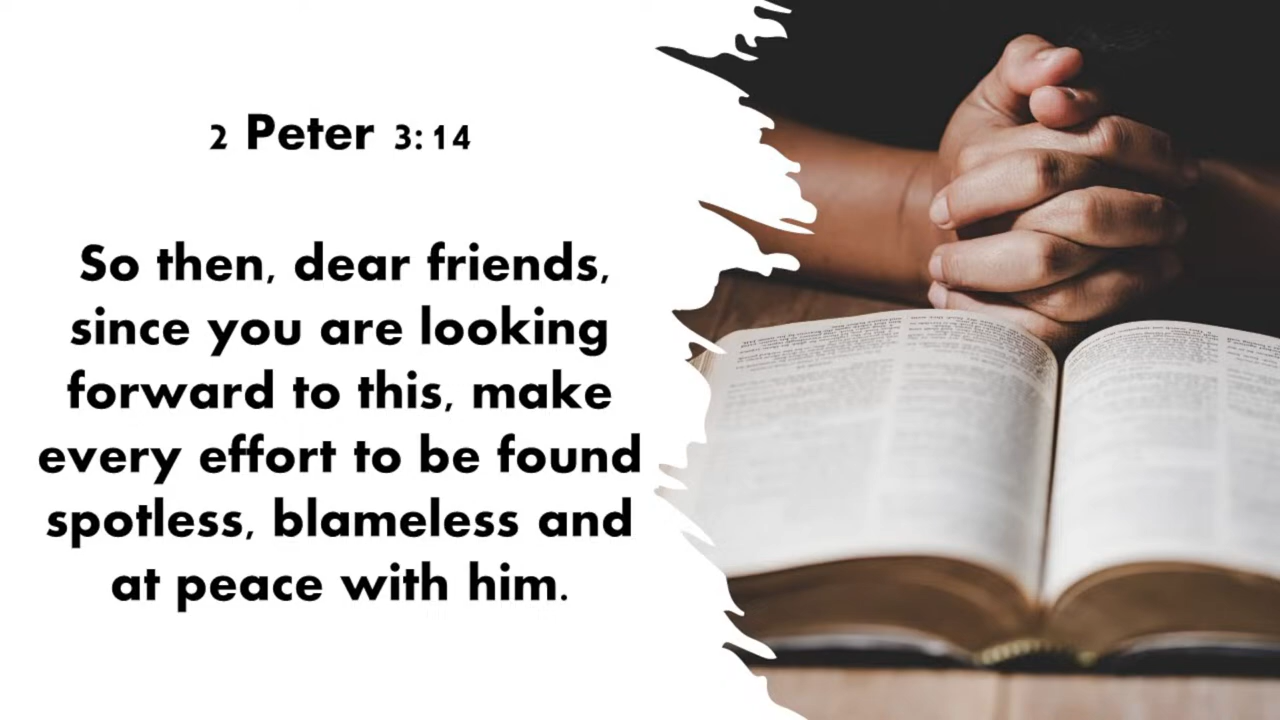 2 Peter 3:14
So then, dear friends,
since you are looking
forward to this, make
every effort to be found
spotless, blameless and
at peace with him.